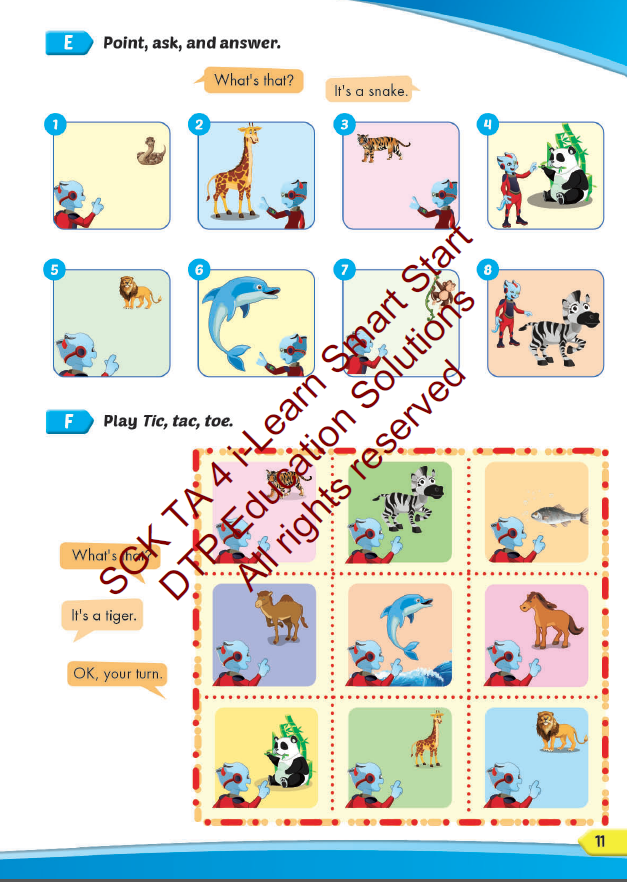 E Point, ask, and answer.
What's that?
It's a snake.
1
2
3
4
5
6
7
8
F Play Tic, tac, toe.
What's that?
It's a tiger.
OK, your turn.
SGK TA 4 i-Learn Smart Start
DTP Education Solutions
All rights reserved
11